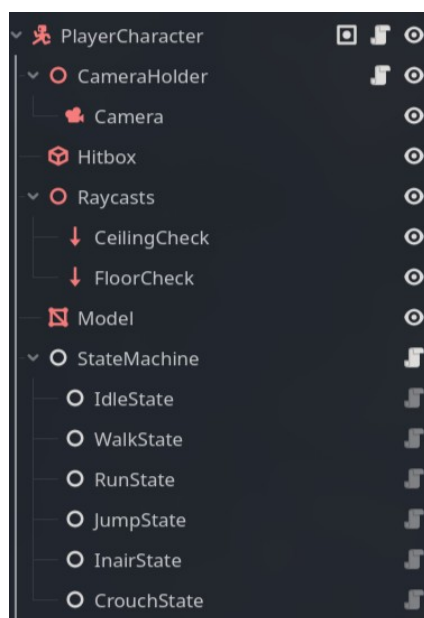 PlayerCharacter
CameraHolder
Camera
Hitbox
Raycasts
CeilingCheck
FloorCheck
Model
StateMachine
IdleState
WalkState
RunState
JumpState
InairState
CrouchState